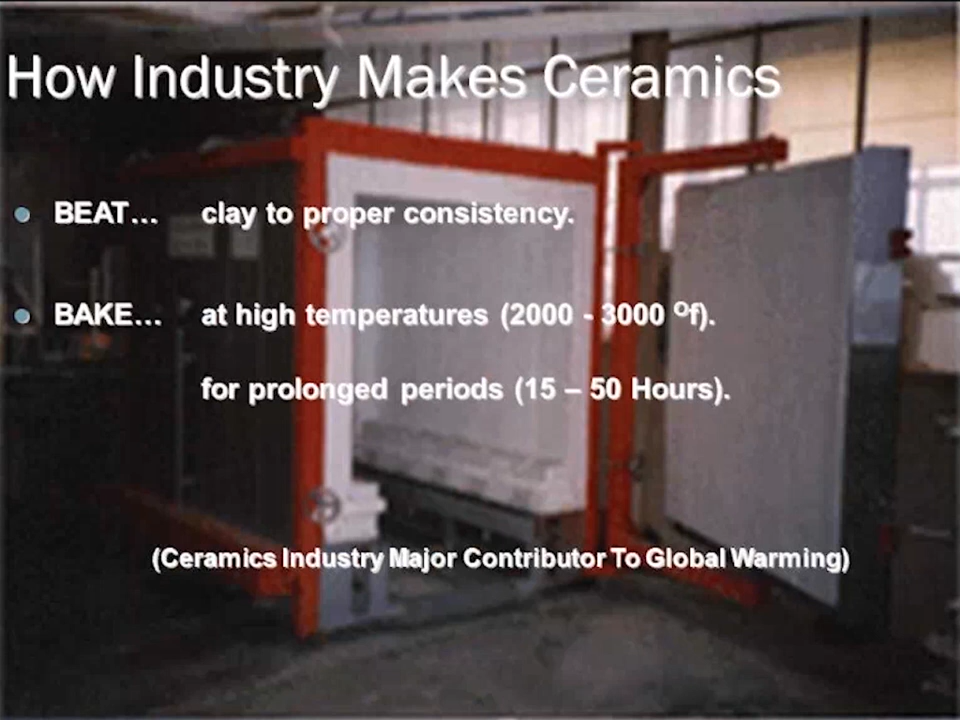 How Industry Makes Ceramics
● BEAT… clay to proper consistency.
● BAKE… at high temperatures (2000 - 3000 ᴼf).
for prolonged periods (15 – 50 Hours).
(Ceramics Industry Major Contributor To Global Warming)